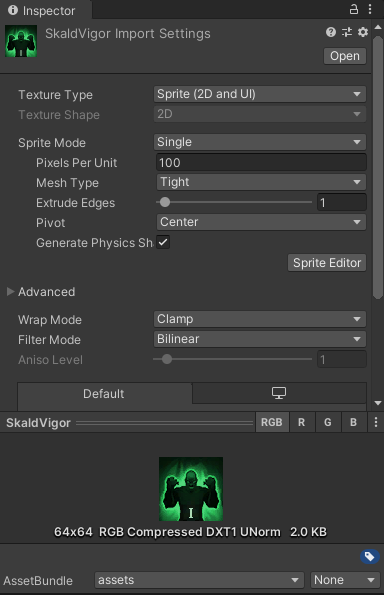 Inspector
SkaldVigor Import Settings
Open
Texture Type Sprite (2D and UI)
Texture Shape 2D
Sprite Mode Single
Pixels Per Unit 100
Mesh Type Tight
Extrude Edges 1
Pivot Center
Generate Physics Sh
Sprite Editor
Advanced
Wrap Mode Clamp
Filter Mode Bilinear
Aniso Level 1
Default
SkaldVigor RGB R G B
I
64x64 RGB Compressed DXT1 UNorm 2.0 KB
AssetBundle assets None